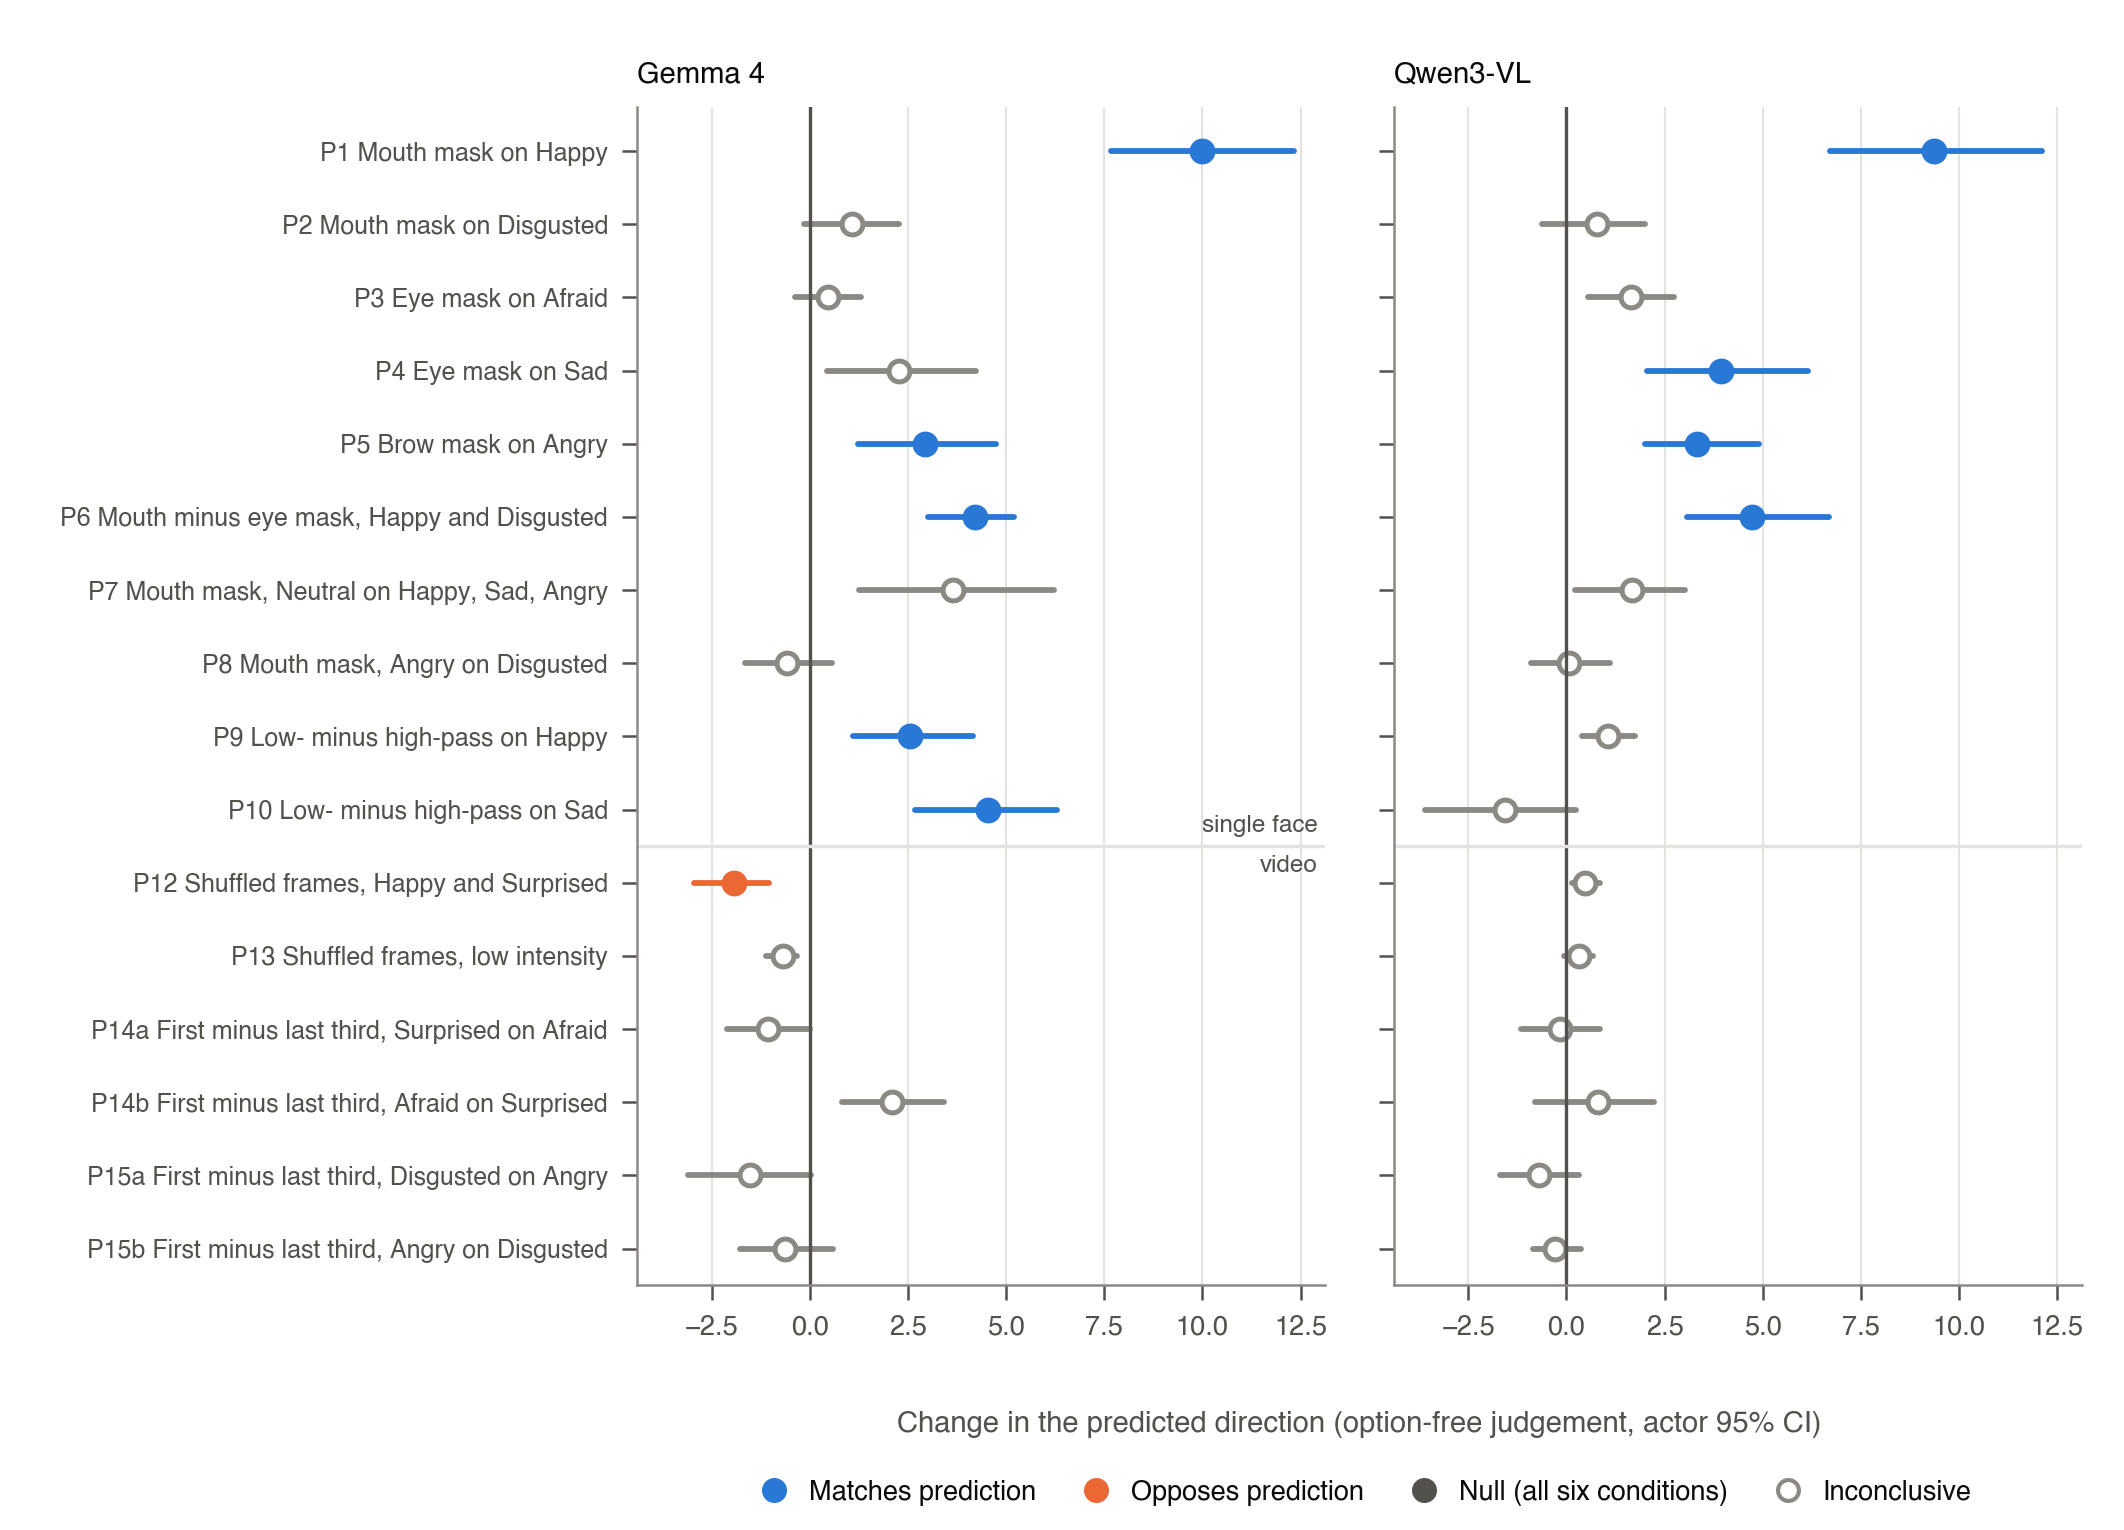 Gemma 4
Qwen3-VL
P1 Mouth mask on Happy
P2 Mouth mask on Disgusted
P3 Eye mask on Afraid
P4 Eye mask on Sad
P5 Brow mask on Angry
P6 Mouth minus eye mask, Happy and Disgusted
P7 Mouth mask, Neutral on Happy, Sad, Angry
P8 Mouth mask, Angry on Disgusted
P9 Low- minus high-pass on Happy
P10 Low- minus high-pass on Sad
single face
video
P12 Shuffled frames, Happy and Surprised
P13 Shuffled frames, low intensity
P14a First minus last third, Surprised on Afraid
P14b First minus last third, Afraid on Surprised
P15a First minus last third, Disgusted on Angry
P15b First minus last third, Angry on Disgusted
−2.5 0.0 2.5 5.0 7.5 10.0 12.5
−2.5 0.0 2.5 5.0 7.5 10.0 12.5
Change in the predicted direction (option-free judgement, actor 95% CI)
Matches prediction Opposes prediction Null (all six conditions) Inconclusive